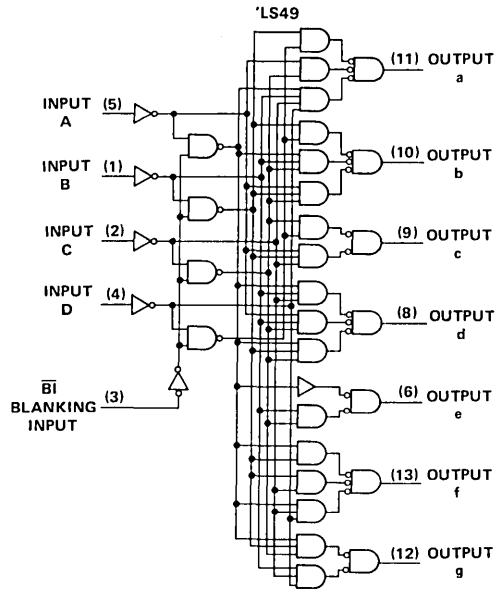 'LS49
(11) OUTPUT
a
INPUT (5)
A
(10) OUTPUT
b
INPUT (1)
B
(9) OUTPUT
c
INPUT (2)
C
INPUT (4)
D
(8) OUTPUT
d
BI
BLANKING (3)
INPUT
(6) OUTPUT
e
(13) OUTPUT
f
(12) OUTPUT
g